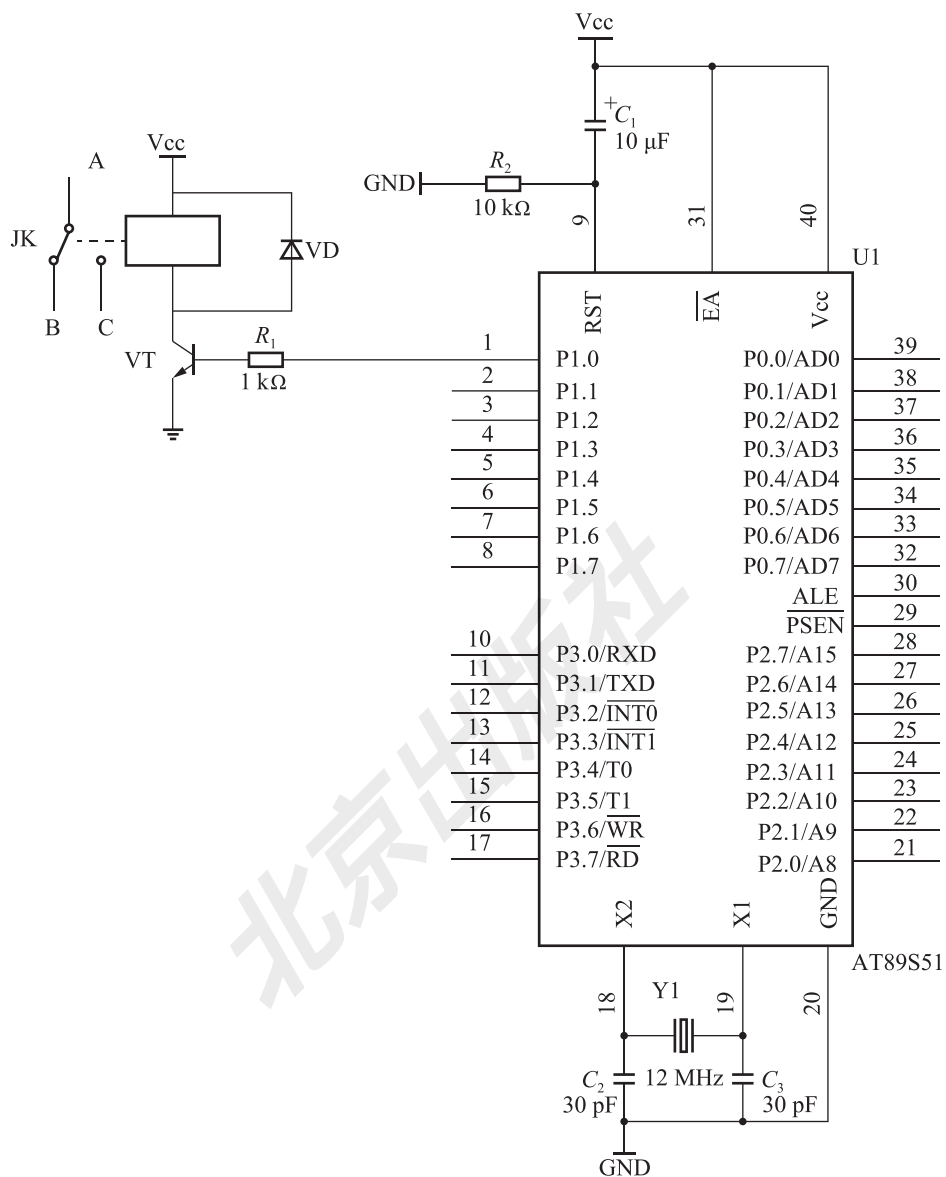 Vcc
+
C₁
10 μF
Vcc
A
R₂
GND
10 kΩ
9
31
40
JK
VD
U1
B
C
RST
E̅A̅
Vcc
R₁
VT
1 kΩ
1
P1.0
P0.0/AD0
39
2
P1.1
P0.1/AD1
38
3
P1.2
P0.2/AD2
37
4
P1.3
P0.3/AD3
36
5
P1.4
P0.4/AD4
35
6
P1.5
P0.5/AD5
34
7
P1.6
P0.6/AD6
33
8
P1.7
P0.7/AD7
32
ALE
30
P̅S̅E̅N̅
29
10
P3.0/RXD
P2.7/A15
28
11
P3.1/TXD
P2.6/A14
27
12
P3.2/I̅N̅T̅0̅
P2.5/A13
26
13
P3.3/I̅N̅T̅1̅
P2.4/A12
25
14
P3.4/T0
P2.3/A11
24
15
P3.5/T1
P2.2/A10
23
16
P3.6/W̅R̅
P2.1/A9
22
17
P3.7/R̅D̅
P2.0/A8
21
X2
X1
GND
AT89S51
18
Y1
19
20
C₂
30 pF
12 MHz
C₃
30 pF
GND
北京出版社